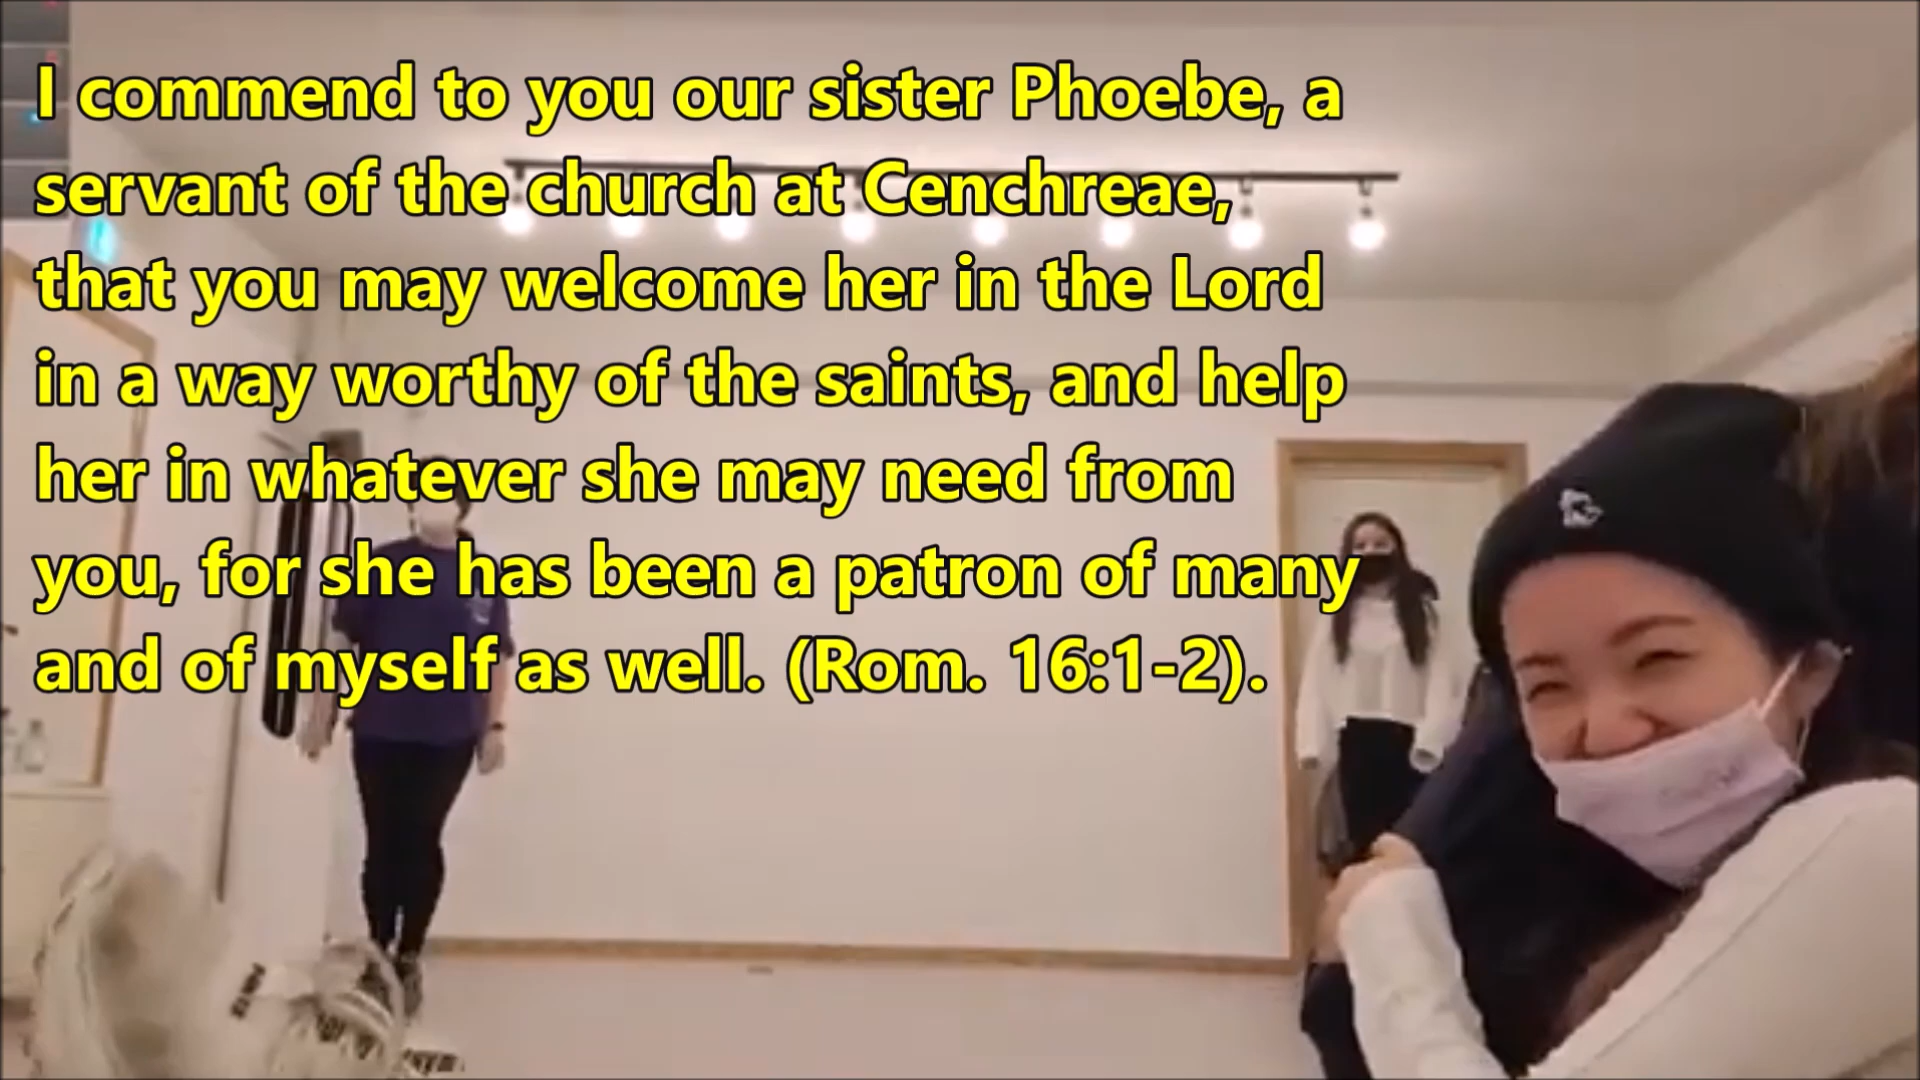 I commend to you our sister Phoebe, a
servant of the church at Cenchreae,
that you may welcome her in the Lord
in a way worthy of the saints, and help
her in whatever she may need from
you, for she has been a patron of many
and of myself as well. (Rom. 16:1-2).